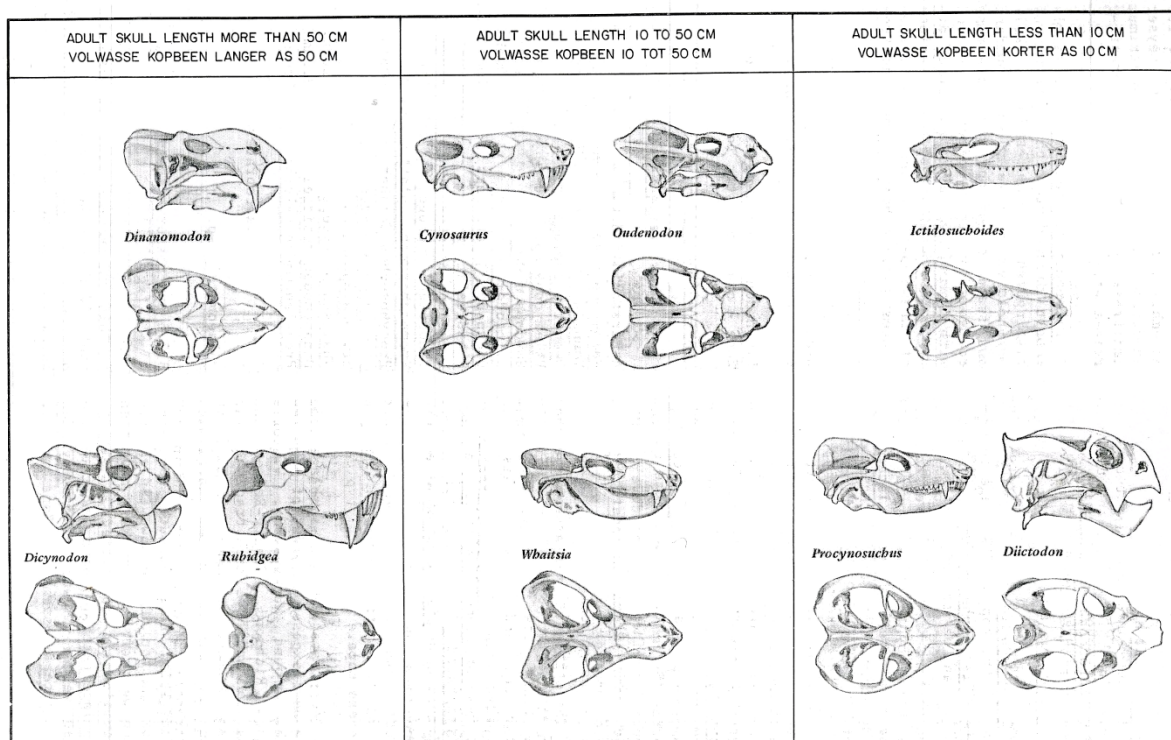 ADULT SKULL LENGTH MORE THAN 50 CM
VOLWASSE KOPBEEN LANGER AS 50 CM
ADULT SKULL LENGTH 10 TO 50 CM
VOLWASSE KOPBEEN 10 TOT 50 CM
ADULT SKULL LENGTH LESS THAN 10 CM
VOLWASSE KOPBEEN KORTER AS 10 CM
Dinanomodon
Cynosaurus
Oudenodon
Ictidosuchoides
Dicynodon
Rubidgea
Whaitsia
Procynosuchus
Diictodon